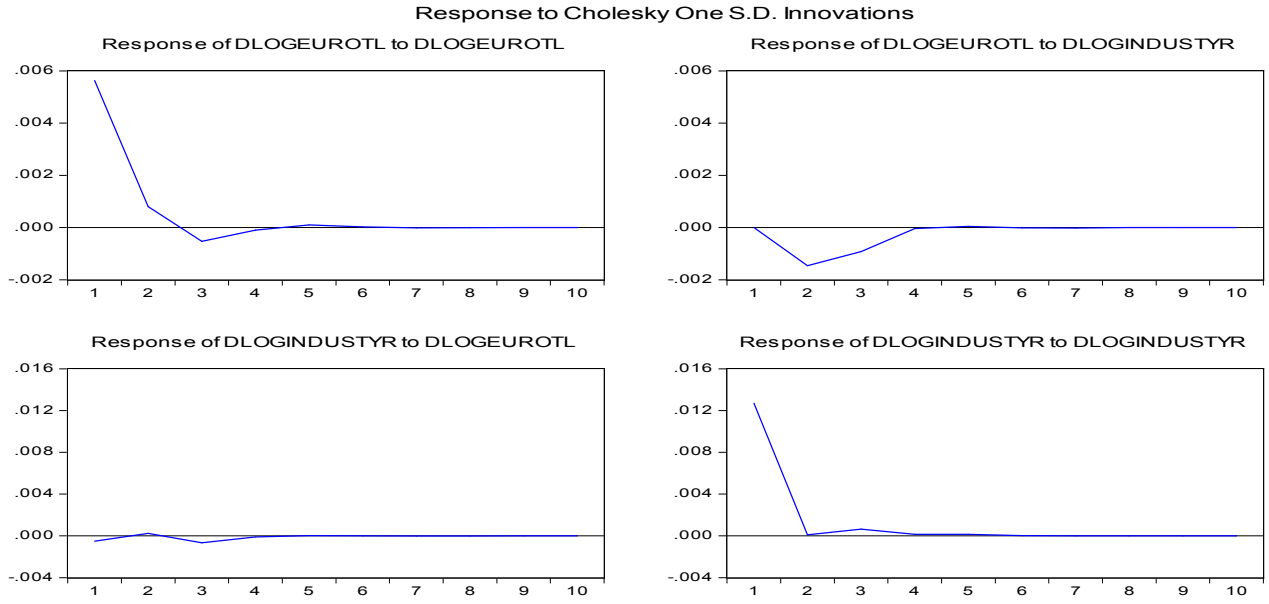 Response to Cholesky One S.D. Innovations
Response of DLOGEUROTL to DLOGEUROTL
.006
.004
.002
.000
-.002
1 2 3 4 5 6 7 8 9 10
Response of DLOGEUROTL to DLOGINDUSTYR
.006
.004
.002
.000
-.002
1 2 3 4 5 6 7 8 9 10
Response of DLOGINDUSTYR to DLOGEUROTL
.016
.012
.008
.004
.000
-.004
1 2 3 4 5 6 7 8 9 10
Response of DLOGINDUSTYR to DLOGINDUSTYR
.016
.012
.008
.004
.000
-.004
1 2 3 4 5 6 7 8 9 10